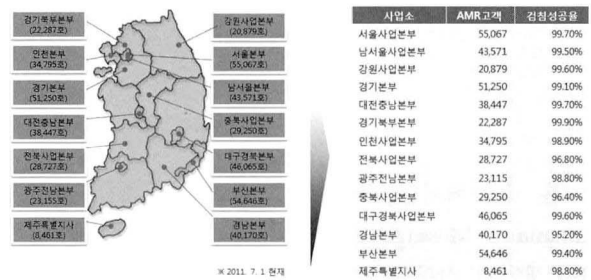 경기북부본부
(22,287호)
강원사업본부
(20,879호)
인천본부
(34,795호)
서울본부
(55,067호)
경기본부
(51,250호)
남서울본부
(43,571호)
대전충남본부
(38,447호)
충북사업본부
(29,250호)
전북사업본부
(28,727호)
대구경북본부
(46,065호)
광주전남본부
(23,155호)
부산본부
(54,646호)
제주특별지사
(8,461호)
경남본부
(40,170호)
※ 2011. 7. 1 현재
사업소 AMR고객 검침성공율
서울사업본부 55,067 99.70%
남서울사업본부 43,571 99.50%
강원사업본부 20,879 99.60%
경기본부 51,250 99.10%
대전충남본부 38,447 99.70%
경기북부본부 22,287 99.90%
인천사업본부 34,795 98.90%
전북사업본부 28,727 96.80%
광주전남본부 23,115 98.80%
충북사업본부 29,250 96.40%
대구경북사업본부 46,065 99.60%
경남본부 40,170 95.20%
부산본부 54,646 99.40%
제주특별지사 8,461 98.80%